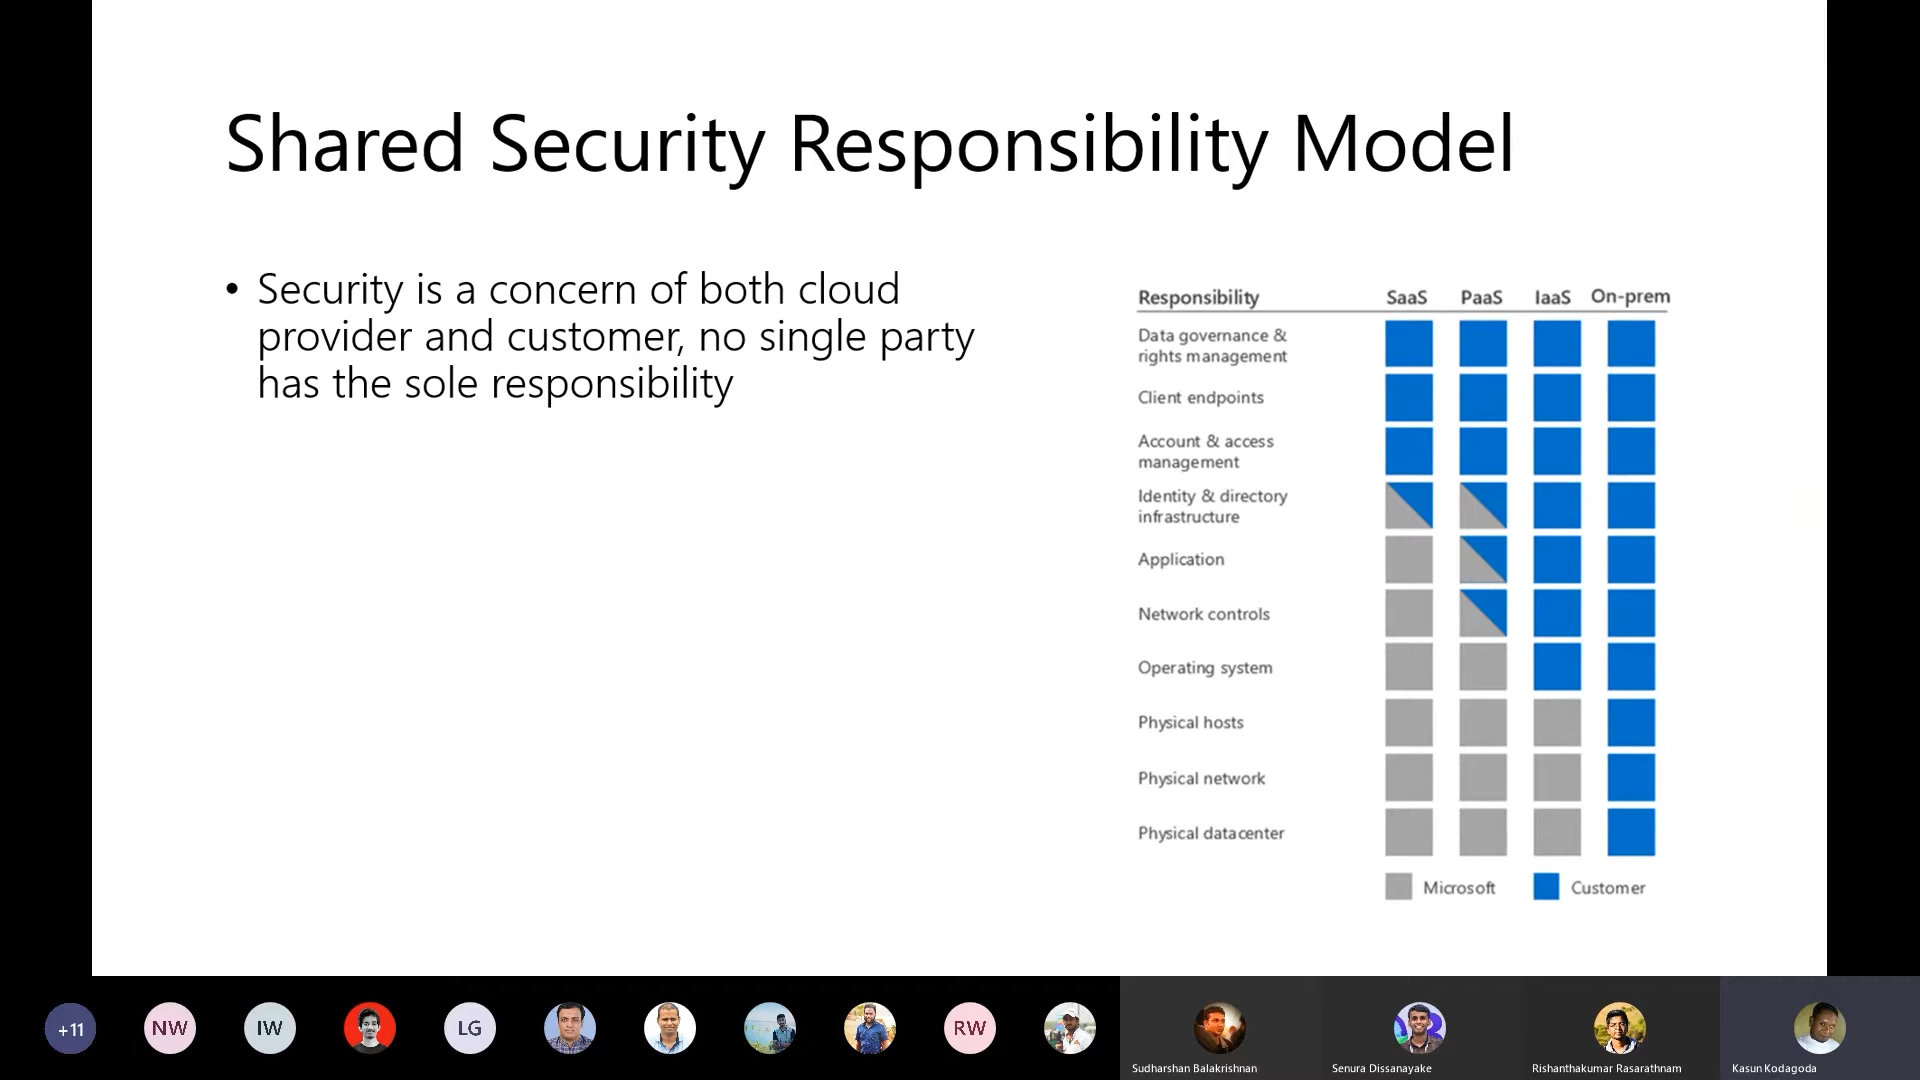 Shared Security Responsibility Model
• Security is a concern of both cloud
provider and customer, no single party
has the sole responsibility
Responsibility SaaS PaaS IaaS On-prem
Data governance &
rights management
Client endpoints
Account & access
management
Identity & directory
infrastructure
Application
Network controls
Operating system
Physical hosts
Physical network
Physical datacenter
Microsoft Customer
+11 NW IW LG RW
Sudharshan Balakrishnan Senura Dissanayake Rishanthakumar Rasarathnam Kasun Kodagoda